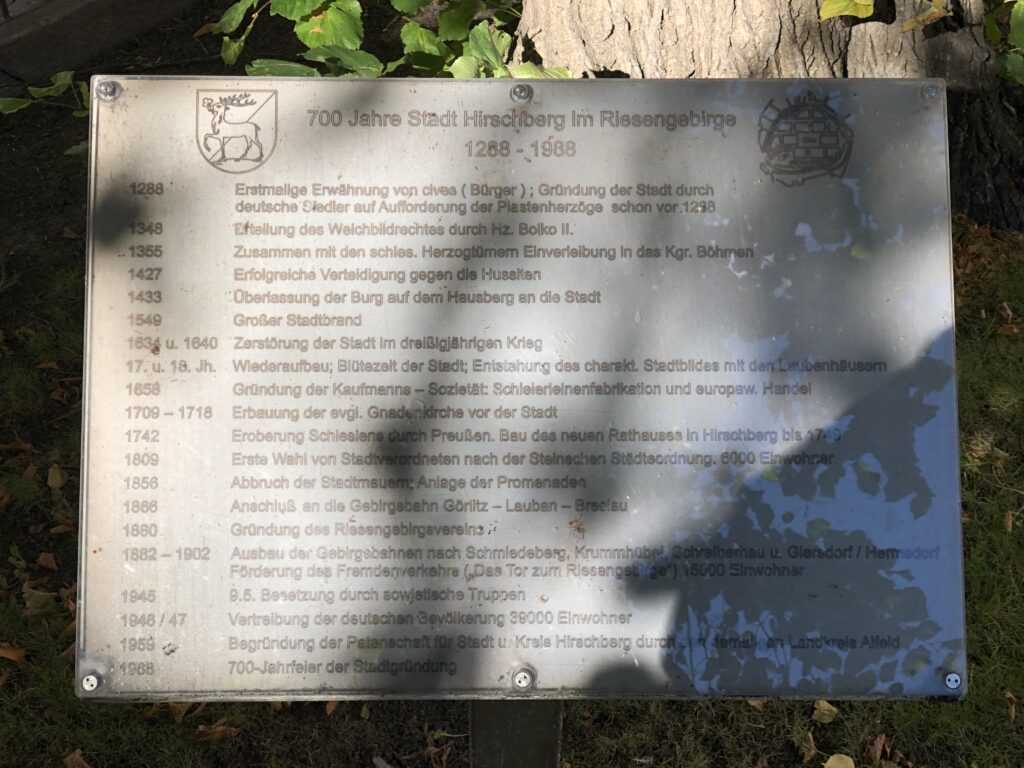 700 Jahre Stadt Hirschberg im Riesengebirge
1288 - 1988
1288 Erstmalige Erwähnung von cives ( Bürger ) ; Gründung der Stadt durch
deutsche Siedler auf Aufforderung der Piastenherzöge schon vor 1288
1348 Erteilung des Weichbildrechtes durch Hz. Bolko II.
1355 Zusammen mit den schles. Herzogtümern Einverleibung in das Kgr. Böhmen
1427 Erfolgreiche Verteidigung gegen die Hussiten
1433 Überlassung der Burg auf dem Hausberg an die Stadt
1549 Großer Stadtbrand
1634 u. 1640 Zerstörung der Stadt im dreißigjährigen Krieg
17. u. 18. Jh. Wiederaufbau; Blütezeit der Stadt; Entstehung des charakt. Stadtbildes mit den Laubenhäusern
1658 Gründung der Kaufmanns – Sozietät: Schleierleinenfabrikation und europaw. Handel
1709 – 1718 Erbauung der evgl. Gnadenkirche vor der Stadt
1742 Eroberung Schlesiens durch Preußen. Bau des neuen Rathauses in Hirschberg bis 1749
1809 Erste Wahl von Stadtverordneten nach der Steinschen Städteordnung. 6000 Einwohner
1856 Abbruch der Stadtmauern; Anlage der Promenaden
1866 Anschluß an die Gebirgsbahn Görlitz – Lauban – Breslau
1880 Gründung des Riesengebirgsvereins
1882 – 1902 Ausbau der Gebirgsbahnen nach Schmiedeberg, Krummhübel, Schreiberhau u. Giersdorf / Hermsdorf
Förderung des Fremdenverkehrs („Das Tor zum Riesengebirge") 15000 Einwohner
1945 9.5. Besetzung durch sowjetische Truppen
1946 / 47 Vertreibung der deutschen Bevölkerung 39000 Einwohner
1959 Begründung der Patenschaft für Stadt u. Kreis Hirschberg durch den damaligen Landkreis Alfeld
1988 700-Jahrfeier der Stadtgründung